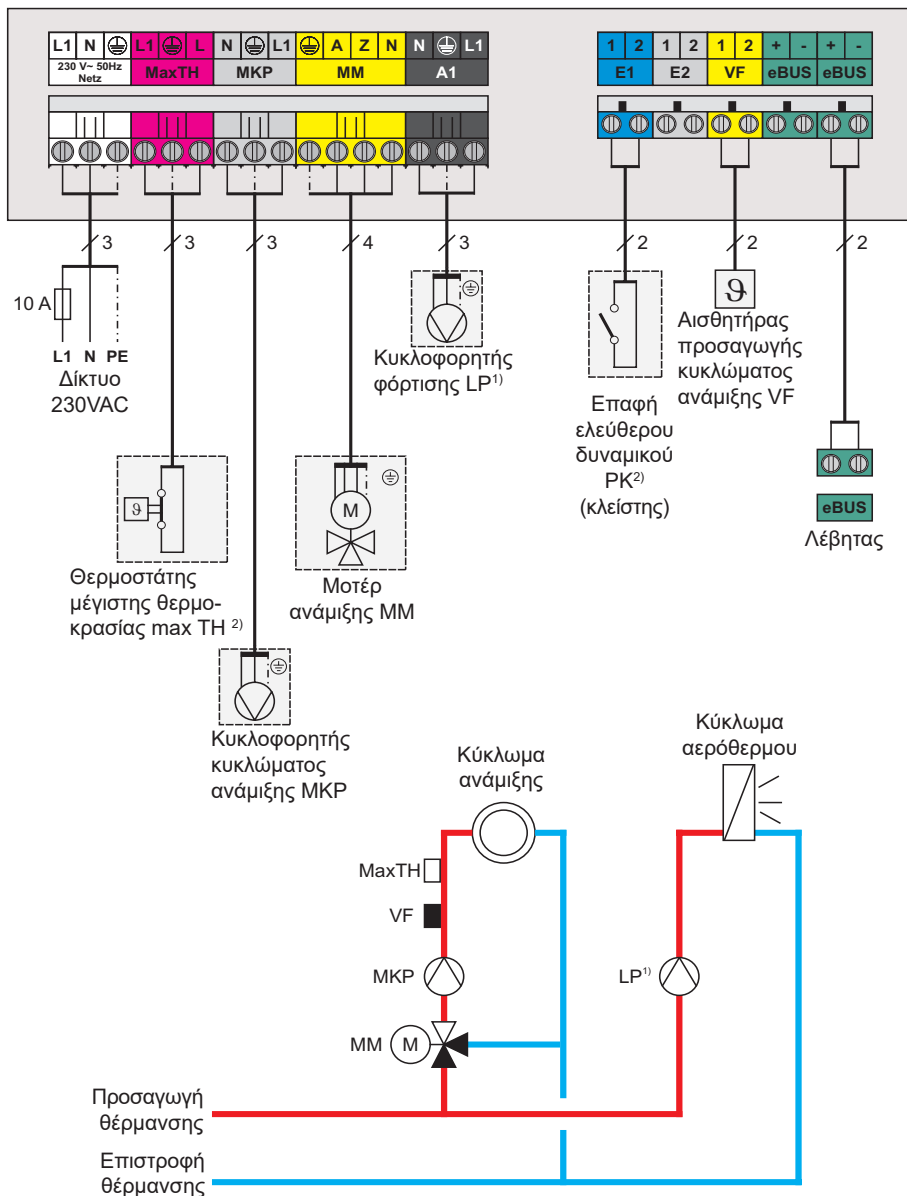 L1 N L1 L N L1 A Z N N L1
230 V~ 50Hz
Netz
MaxTH MKP MM A1
1 2 1 2 1 2 + - + -
E1 E2 VF eBUS eBUS
3 3 3 4 3 2 2 2
10 A
L1 N PE
Δίκτυο
230VAC
Κυκλοφορητής
φόρτισης LP1)
ϑ
Αισθητήρας
προσαγωγής
κυκλώματος
ανάμιξης VF
Επαφή
ελεύθερου
δυναμικού
PK2)
(κλείστης)
eBUS
Λέβητας
ϑ
Θερμοστάτης
μέγιστης θερμο-
κρασίας max TH 2)
M
Μοτέρ
ανάμιξης MM
Κυκλοφορητής
κυκλώματος
ανάμιξης MKP
Κύκλωμα
ανάμιξης
Κύκλωμα
αερόθερμου
MaxTH
VF
MKP
LP1)
MM M
Προσαγωγή
θέρμανσης
Επιστροφή
θέρμανσης